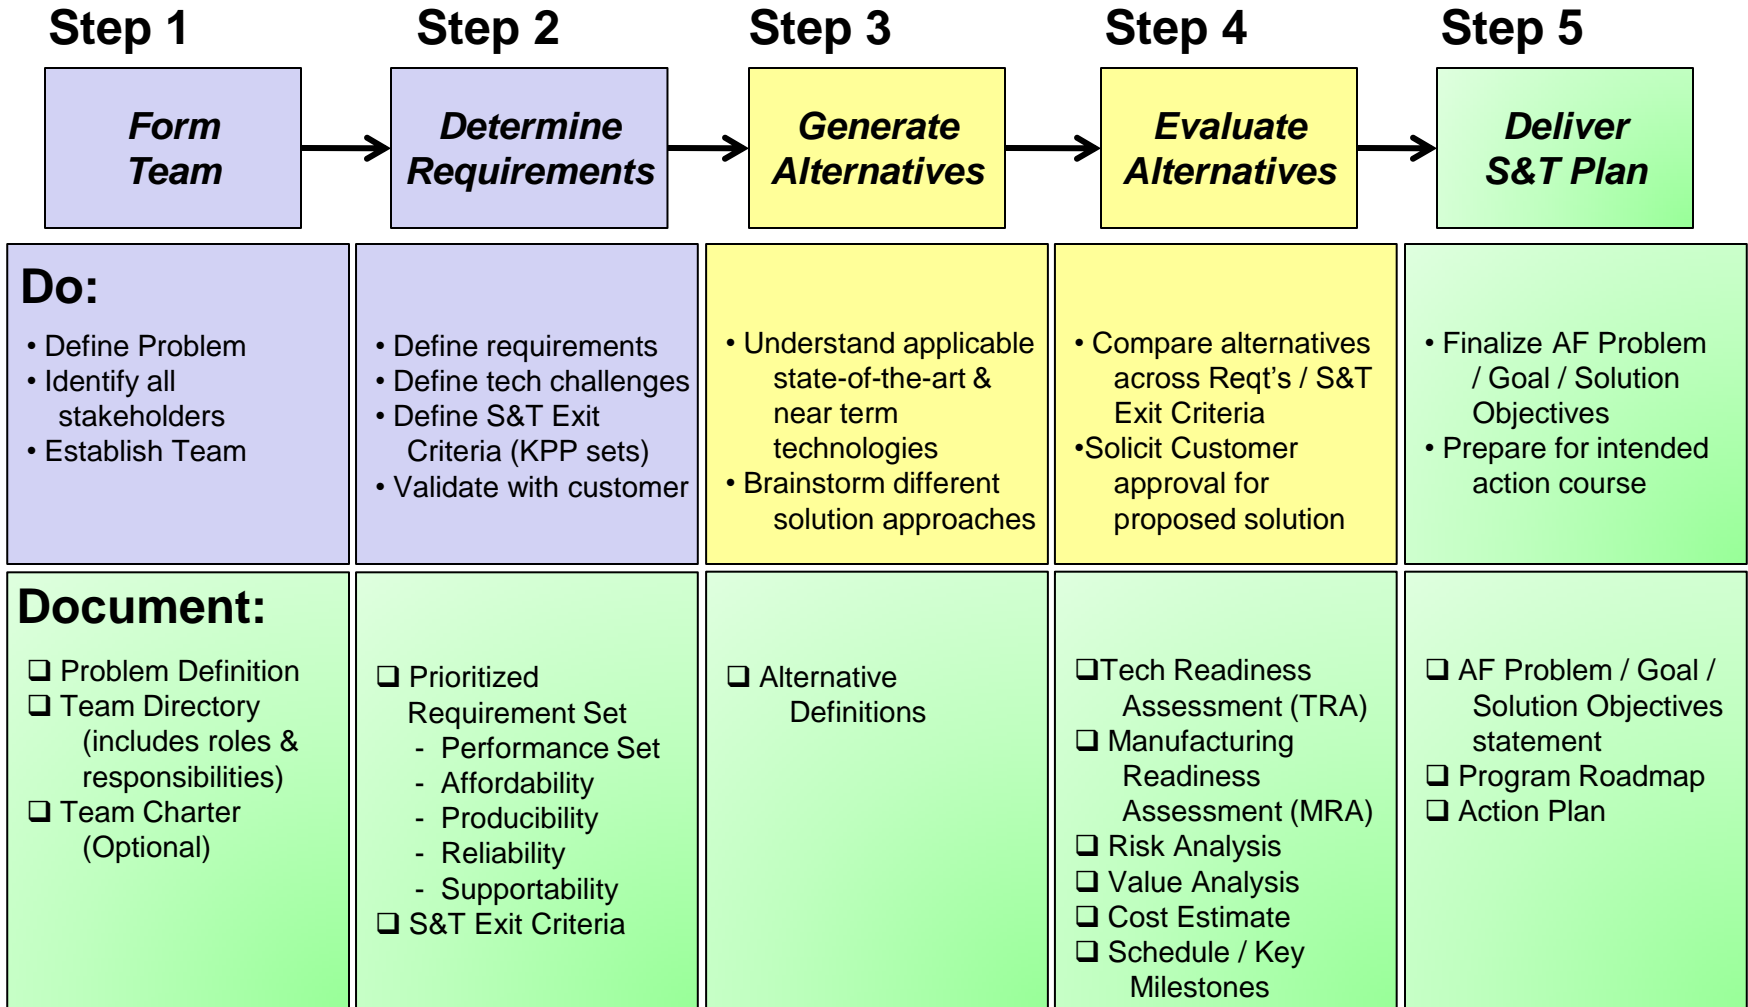 Step 1
Step 2
Step 3
Step 4
Step 5
Form
Team
Determine
Requirements
Generate
Alternatives
Evaluate
Alternatives
Deliver
S&T Plan
Do:
• Define Problem
• Identify all
stakeholders
• Establish Team
• Define requirements
• Define tech challenges
• Define S&T Exit
Criteria (KPP sets)
• Validate with customer
• Understand applicable
state-of-the-art &
near term
technologies
• Brainstorm different
solution approaches
• Compare alternatives
across Reqt's / S&T
Exit Criteria
•Solicit Customer
approval for
proposed solution
• Finalize AF Problem
/ Goal / Solution
Objectives
• Prepare for intended
action course
Document:
❑ Problem Definition
❑ Team Directory
(includes roles &
responsibilities)
❑ Team Charter
(Optional)
❑ Prioritized
Requirement Set
- Performance Set
- Affordability
- Producibility
- Reliability
- Supportability
❑ S&T Exit Criteria
❑ Alternative
Definitions
❑Tech Readiness
Assessment (TRA)
❑ Manufacturing
Readiness
Assessment (MRA)
❑ Risk Analysis
❑ Value Analysis
❑ Cost Estimate
❑ Schedule / Key
Milestones
❑ AF Problem / Goal /
Solution Objectives
statement
❑ Program Roadmap
❑ Action Plan